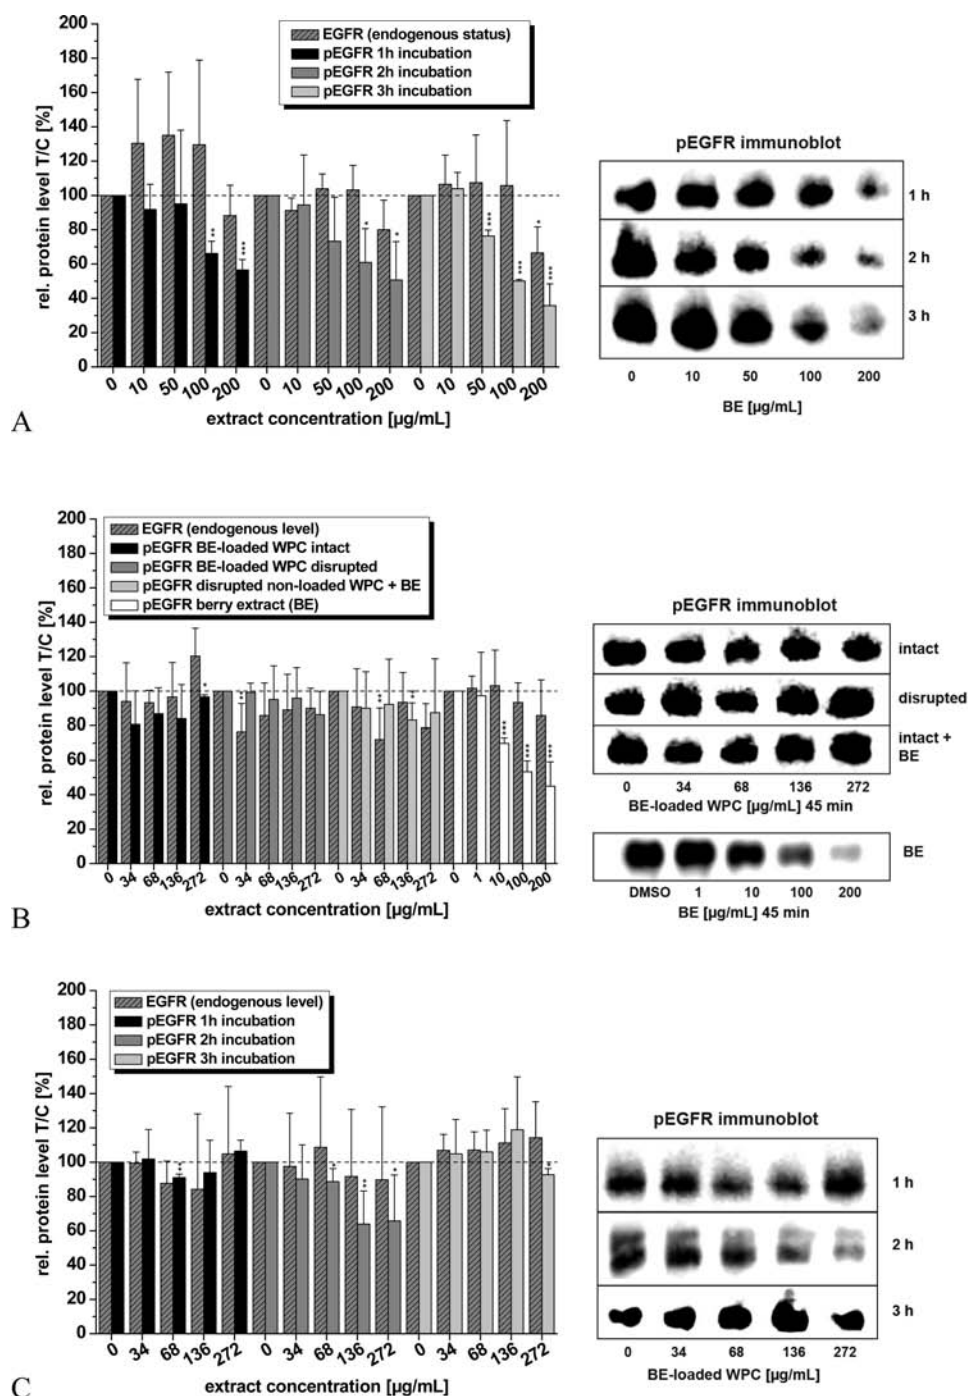 200
180
160
140
120
100
80
60
40
20
0
rel. protein level T/C [%]
EGFR (endogenous status)
pEGFR 1h incubation
pEGFR 2h incubation
pEGFR 3h incubation
** *** * * *** *** * ***
0 10 50 100 200 0 10 50 100 200 0 10 50 100 200
extract concentration [µg/mL]
A
pEGFR immunoblot
1 h
2 h
3 h
0 10 50 100 200
BE [µg/mL]
200
180
160
140
120
100
80
60
40
20
0
rel. protein level T/C [%]
EGFR (endogenous level)
pEGFR BE-loaded WPC intact
pEGFR BE-loaded WPC disrupted
pEGFR disrupted non-loaded WPC + BE
pEGFR berry extract (BE)
0 34 68 136 272 0 34 68 136 272 0 34 68 136 272 0 1 10 100 200
extract concentration [µg/mL]
B
pEGFR immunoblot
intact
disrupted
intact +
BE
0 34 68 136 272
BE-loaded WPC [µg/mL] 45 min
BE
DMSO 1 10 100 200
BE [µg/mL] 45 min
200
180
160
140
120
100
80
60
40
20
0
rel. protein level T/C [%]
EGFR (endogenous level)
pEGFR 1h incubation
pEGFR 2h incubation
pEGFR 3h incubation
0 34 68 136 272 0 34 68 136 272 0 34 68 136 272
extract concentration [µg/mL]
C
pEGFR immunoblot
1 h
2 h
3 h
0 34 68 136 272
BE-loaded WPC [µg/mL]